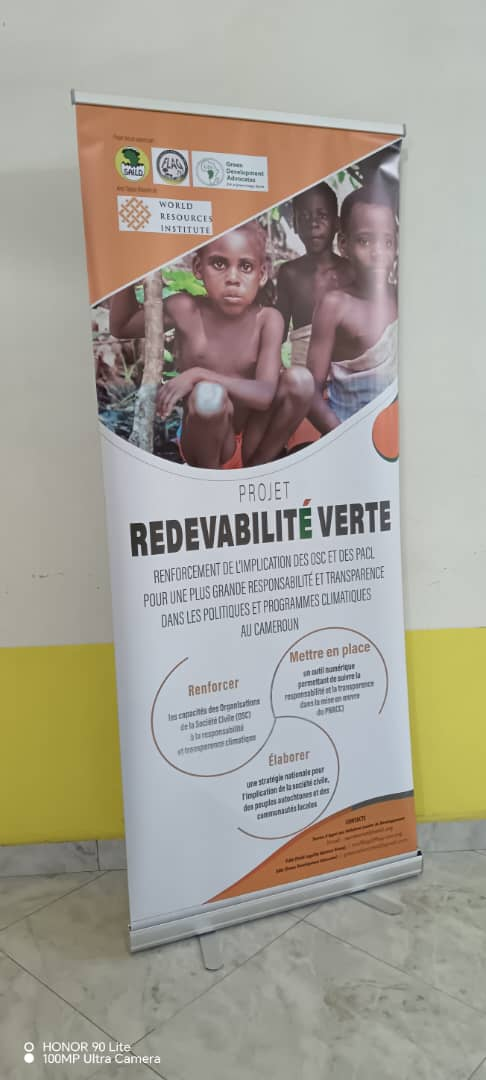 SAILD
FLAG
Green
Development
Advocates
WORLD
RESOURCES
INSTITUTE
PROJET
REDEVABILITÉ VERTE
RENFORCEMENT DE L'IMPLICATION DES OSC ET DES PACL
POUR UNE PLUS GRANDE RESPONSABILITÉ ET TRANSPARENCE
DANS LES POLITIQUES ET PROGRAMMES CLIMATIQUES
AU CAMEROUN
Renforcer
les capacités des Organisations
de la Société Civile (OSC)
à la responsabilité
et transparence climatique
Mettre en place
un outil numérique
permettant de suivre la
responsabilité et la transparence
dans la mise en œuvre
du PNACC)
Élaborer
une stratégie nationale pour
l'implication de la société civile,
des peuples autochtones et des
communautés locales
CONTACTS
HONOR 90 Lite
100MP Ultra Camera